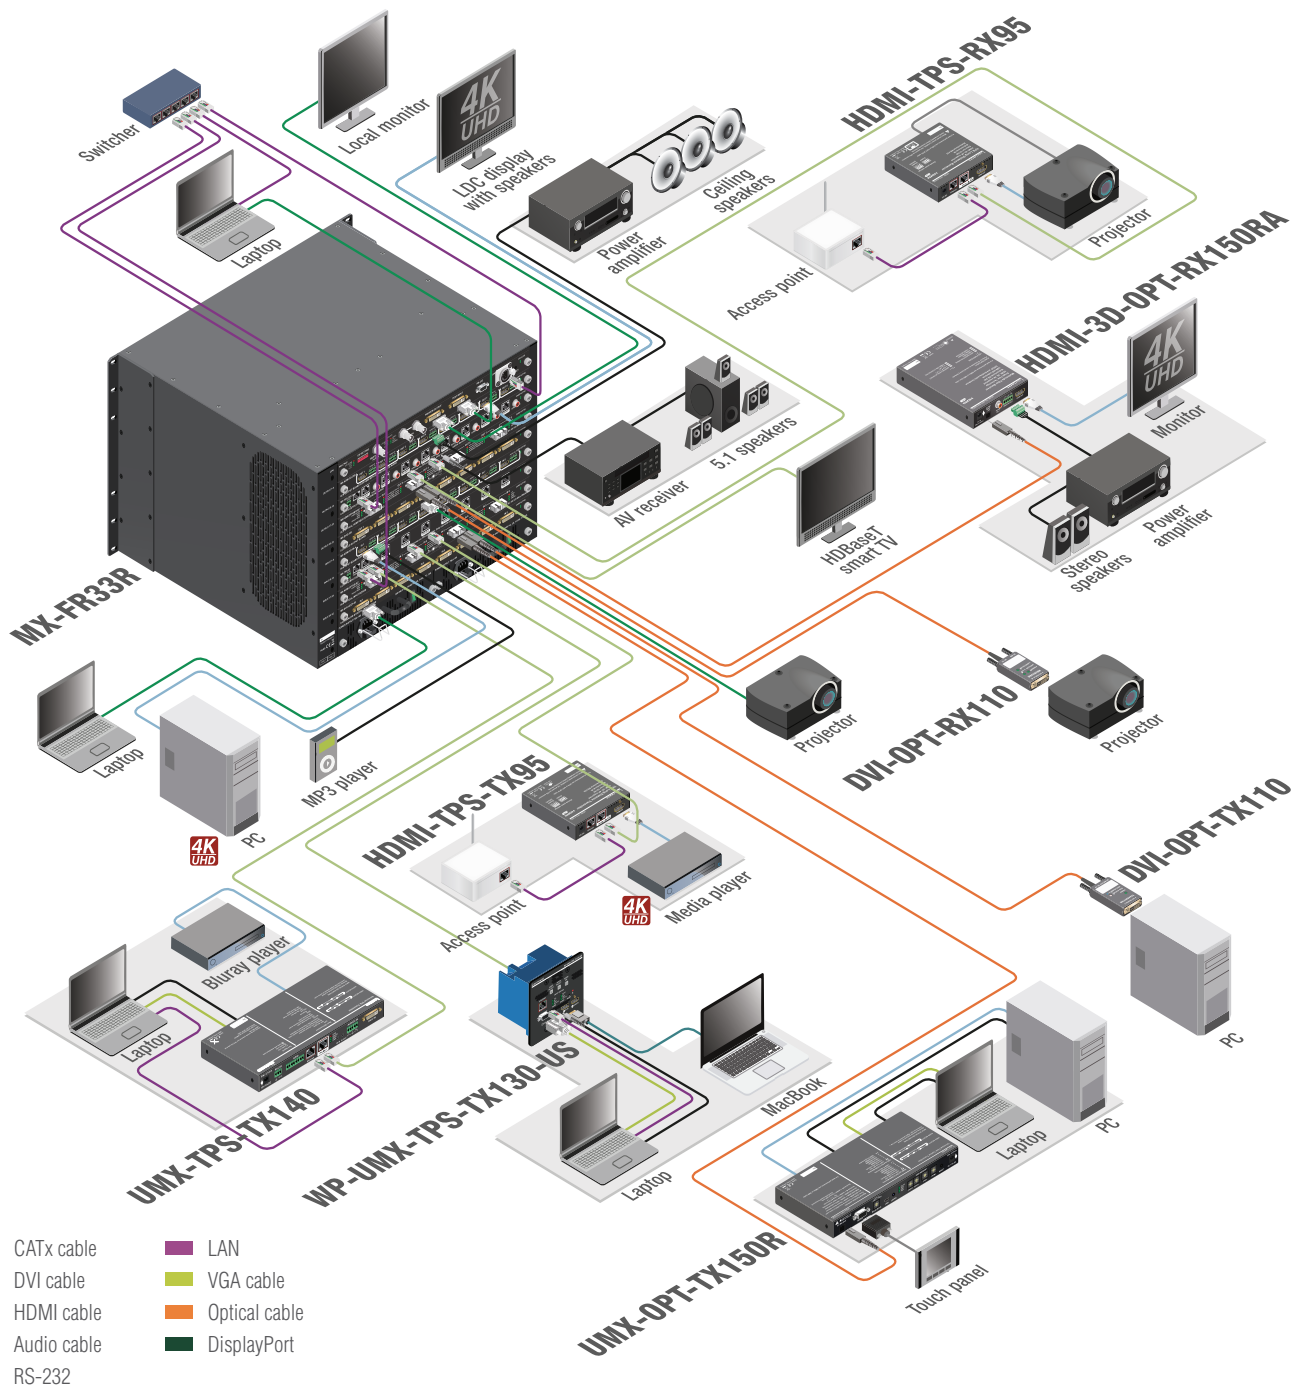 HDMI-TPS-RX95
Switcher
Local monitor
4K
UHD
LDC display
with speakers
Ceiling
speakers
Power
amplifier
Laptop
Projector
Access point
HDMI-3D-OPT-RX150RA
4K
UHD
Monitor
5.1 speakers
AV receiver
HDBaseT
smart TV
Power
amplifier
Stereo
speakers
MX-FR33R
Laptop
4K
UHD
PC
MP3 player
Projector
DVI-OPT-RX110
Projector
HDMI-TPS-TX95
Access point
4K
UHD
Media player
DVI-OPT-TX110
PC
Bluray player
Laptop
UMX-TPS-TX140
WP-UMX-TPS-TX130-US
MacBook
Laptop
PC
Laptop
UMX-OPT-TX150R
Touch panel
CATx cable
LAN
DVI cable
VGA cable
HDMI cable
Optical cable
Audio cable
DisplayPort
RS-232